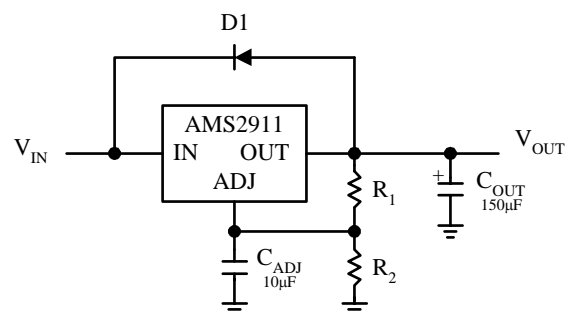 D1
AMS2911
V_IN
IN OUT
V_OUT
ADJ
R_1
+
C_OUT
150µF
C_ADJ
10µF
R_2